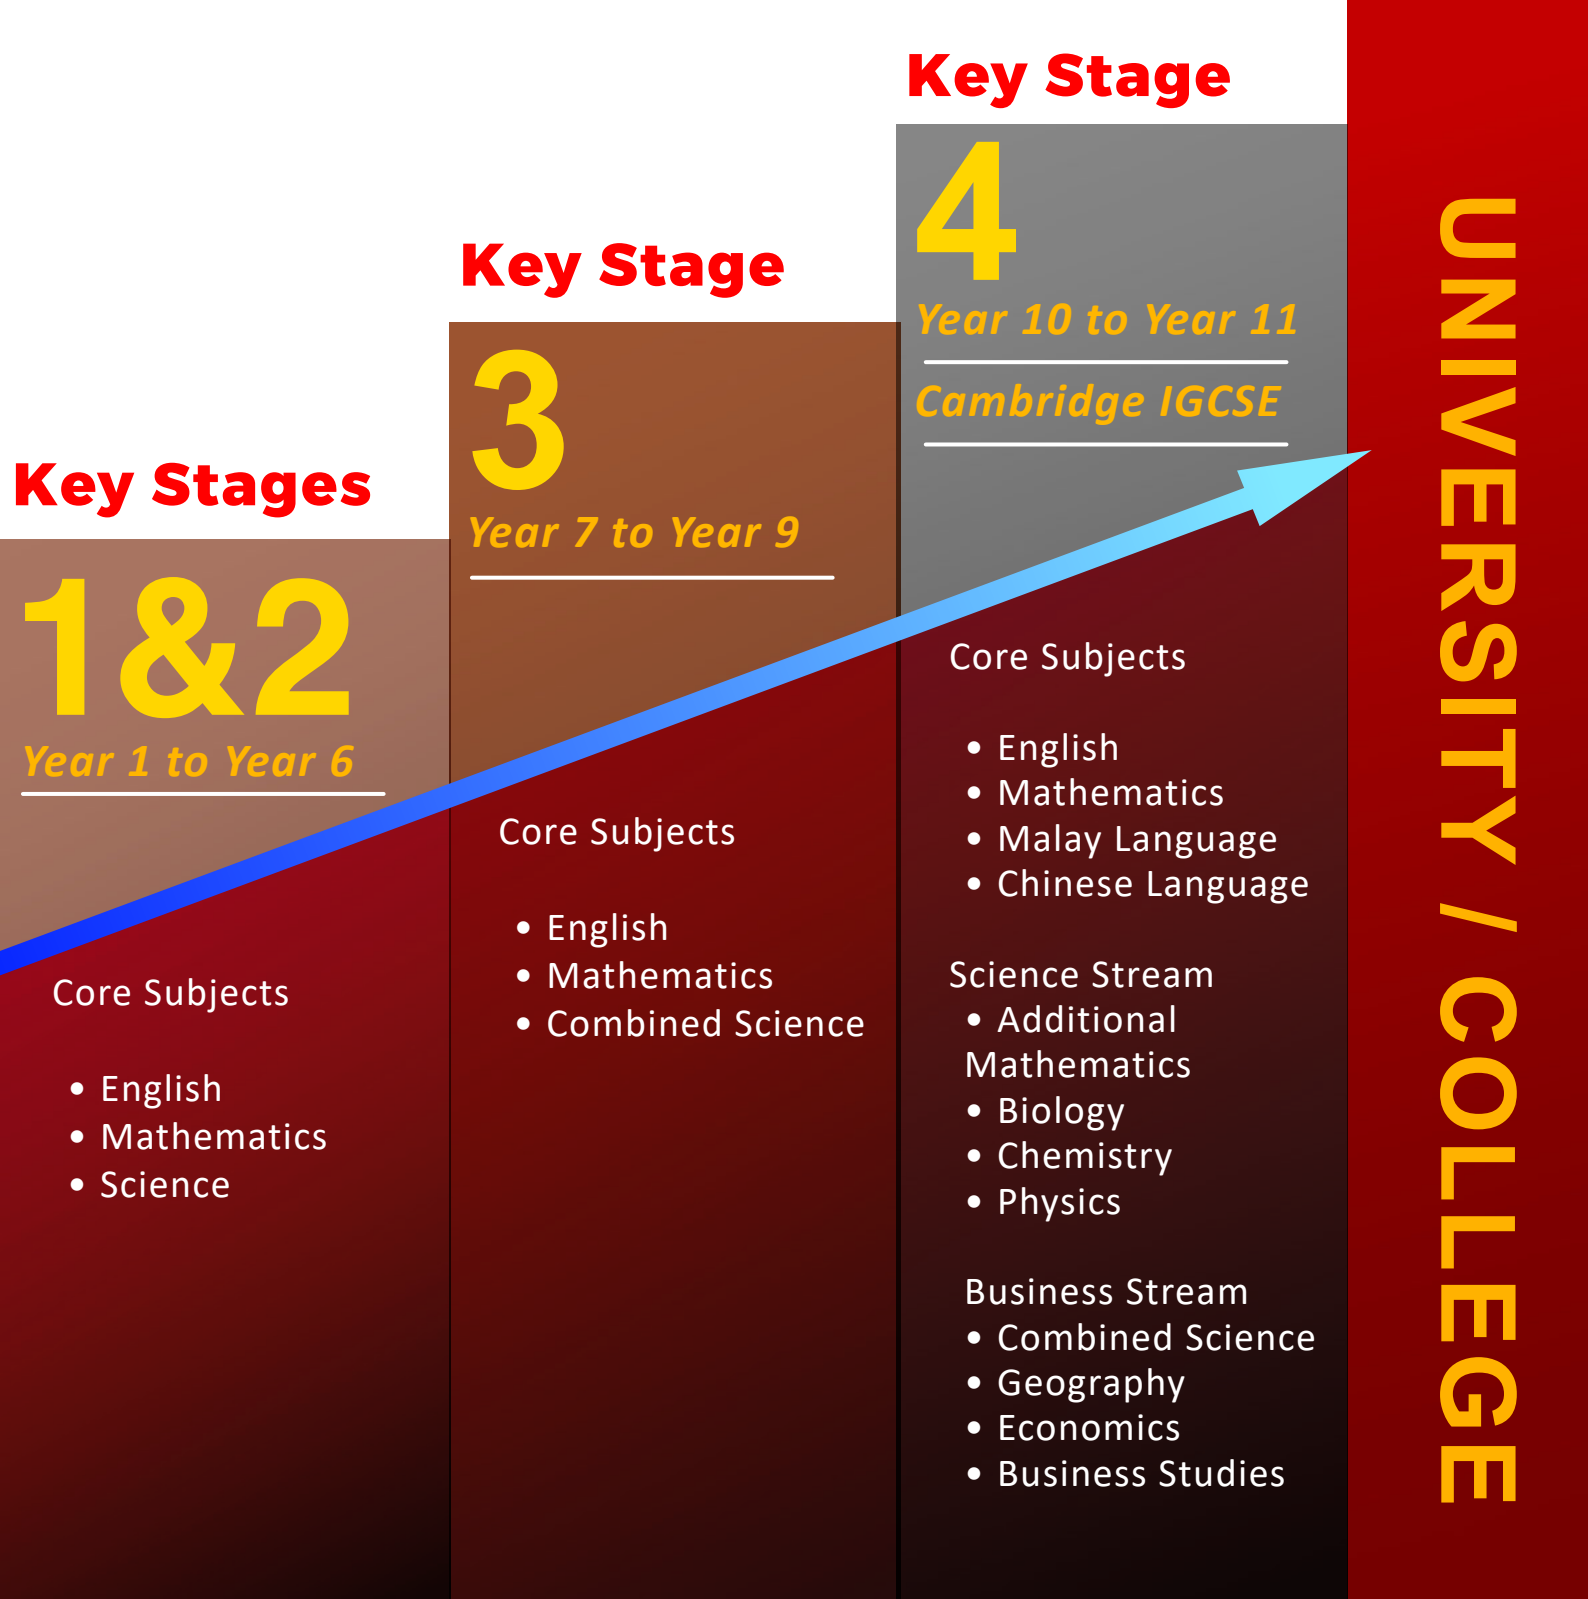 Key Stages
1&2
Year 1 to Year 6
Core Subjects
• English
• Mathematics
• Science
Key Stage
3
Year 7 to Year 9
Core Subjects
• English
• Mathematics
• Combined Science
Key Stage
4
Year 10 to Year 11
Cambridge IGCSE
Core Subjects
• English
• Mathematics
• Malay Language
• Chinese Language
Science Stream
• Additional
Mathematics
• Biology
• Chemistry
• Physics
Business Stream
• Combined Science
• Geography
• Economics
• Business Studies
UNIVERSITY / COLLEGE